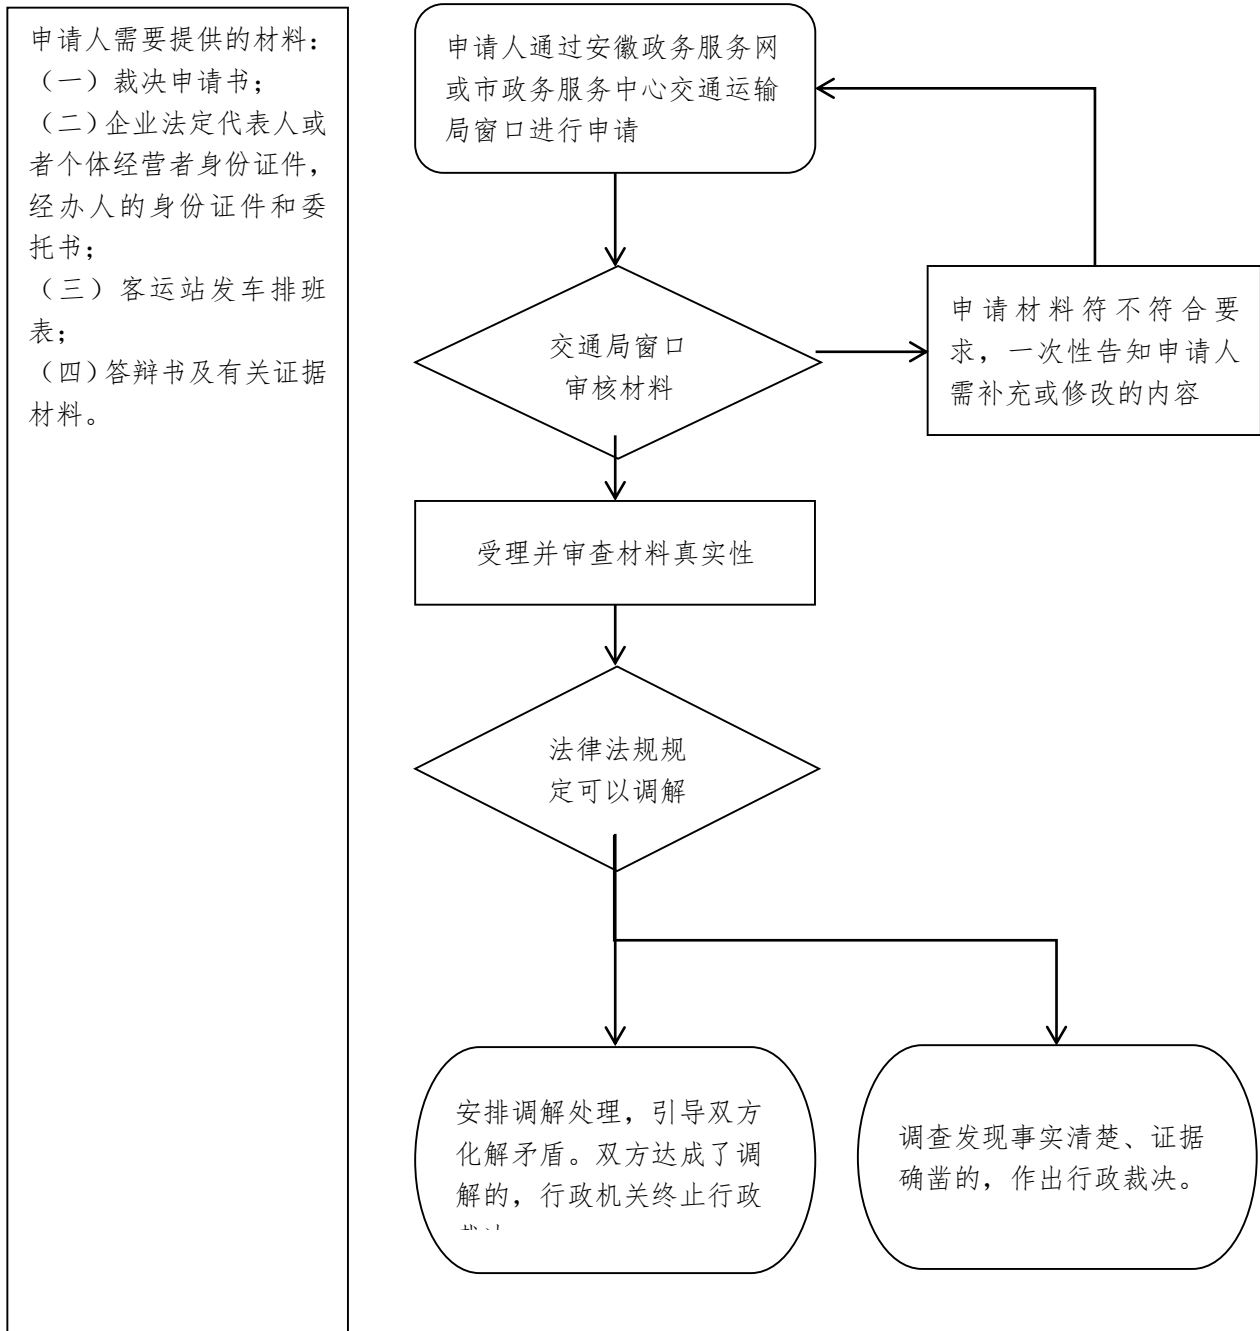 申请人需要提供的材料：
（一）裁决申请书；
（二）企业法定代表人或
者个体经营者身份证件，
经办人的身份证件和委
托书；
（三）客运站发车排班
表；
（四）答辩书及有关证据
材料。
申请人通过安徽政务服务网
或市政务服务中心交通运输
局窗口进行申请
交通局窗口
审核材料
申请材料符不符合要
求，一次性告知申请人
需补充或修改的内容
受理并审查材料真实性
法律法规规
定可以调解
安排调解处理，引导双方
化解矛盾。双方达成了调
解的，行政机关终止行政
调查发现事实清楚、证据
确凿的，作出行政裁决。